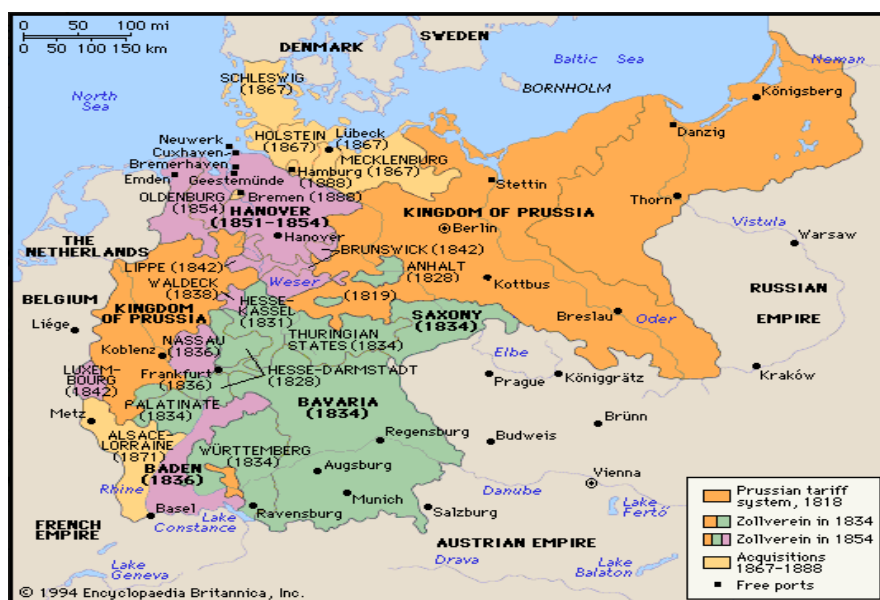 0 50 100 mi
0 50 100 150 km
SWEDEN
DENMARK
Baltic Sea
Neman
North
Sea
SCHLESWIG
(1867)
BORNHOLM
Königsberg
HOLSTEIN
(1867)
Lübeck
(1867)
Danzig
Neuwerk
Cuxhaven
Bremerhaven
Emden
Geestemünde
MECKLENBURG
(1867)
Hamburg
(1888)
Stettin
OLDENBURG
(1854)
Bremen (1888)
HANOVER
(1851-1854)
Hanover
KINGDOM OF PRUSSIA
Berlin
Thorn
Vistula
Warsaw
THE
NETHERLANDS
BRUNSWICK (1842)
LIPPE (1842)
Weser
ANHALT
(1828)
Kottbus
WALDECK
(1838)
BELGIUM
KINGDOM
OF PRUSSIA
HESSE-
KASSEL
(1831)
(1819)
SAXONY
(1834)
Breslau
Oder
RUSSIAN
EMPIRE
Liége
NASSAU
(1836)
THURINGIAN
STATES (1834)
Koblenz
Elbe
Frankfurt
(1836)
HESSE-DARMSTADT
(1828)
Prague
Königgrätz
Kraków
LUXEM-
BOURG
(1842)
PALATINATE
(1834)
BAVARIA
(1834)
Metz
Regensburg
Budweis
Brünn
ALSACE-
LORRAINE
(1871)
WÜRTTEMBERG
(1834)
BADEN
(1836)
Augsburg
Vienna
Rhine
Munich
Danube
Basel
Ravensburg
Salzburg
Lake
Constance
Lake
Fertő
FRENCH
EMPIRE
AUSTRIAN EMPIRE
Drava
Lake
Geneva
Lake
Balaton
Prussian tariff
system, 1818
Zollverein in 1834
Zollverein in 1854
Acquisitions
1867-1888
Free ports
© 1994 Encyclopaedia Britannica, Inc.